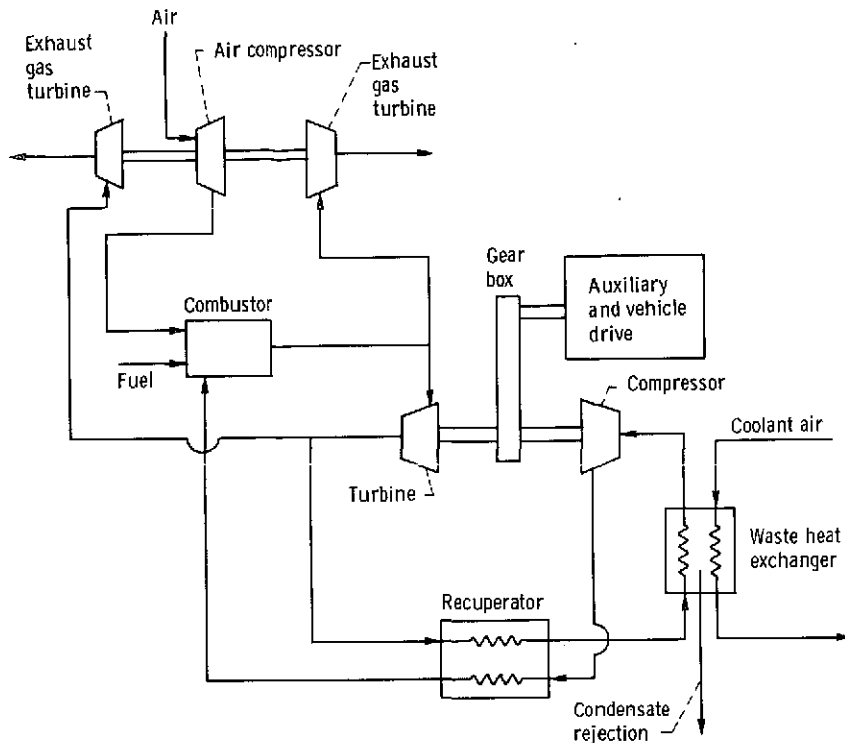 Air
Exhaust
gas
turbine
Air compressor
Exhaust
gas
turbine
Gear
box
Auxiliary
and vehicle
drive
Combustor
Fuel
Compressor
Coolant air
Turbine
Waste heat
exchanger
Recuperator
Condensate
rejection